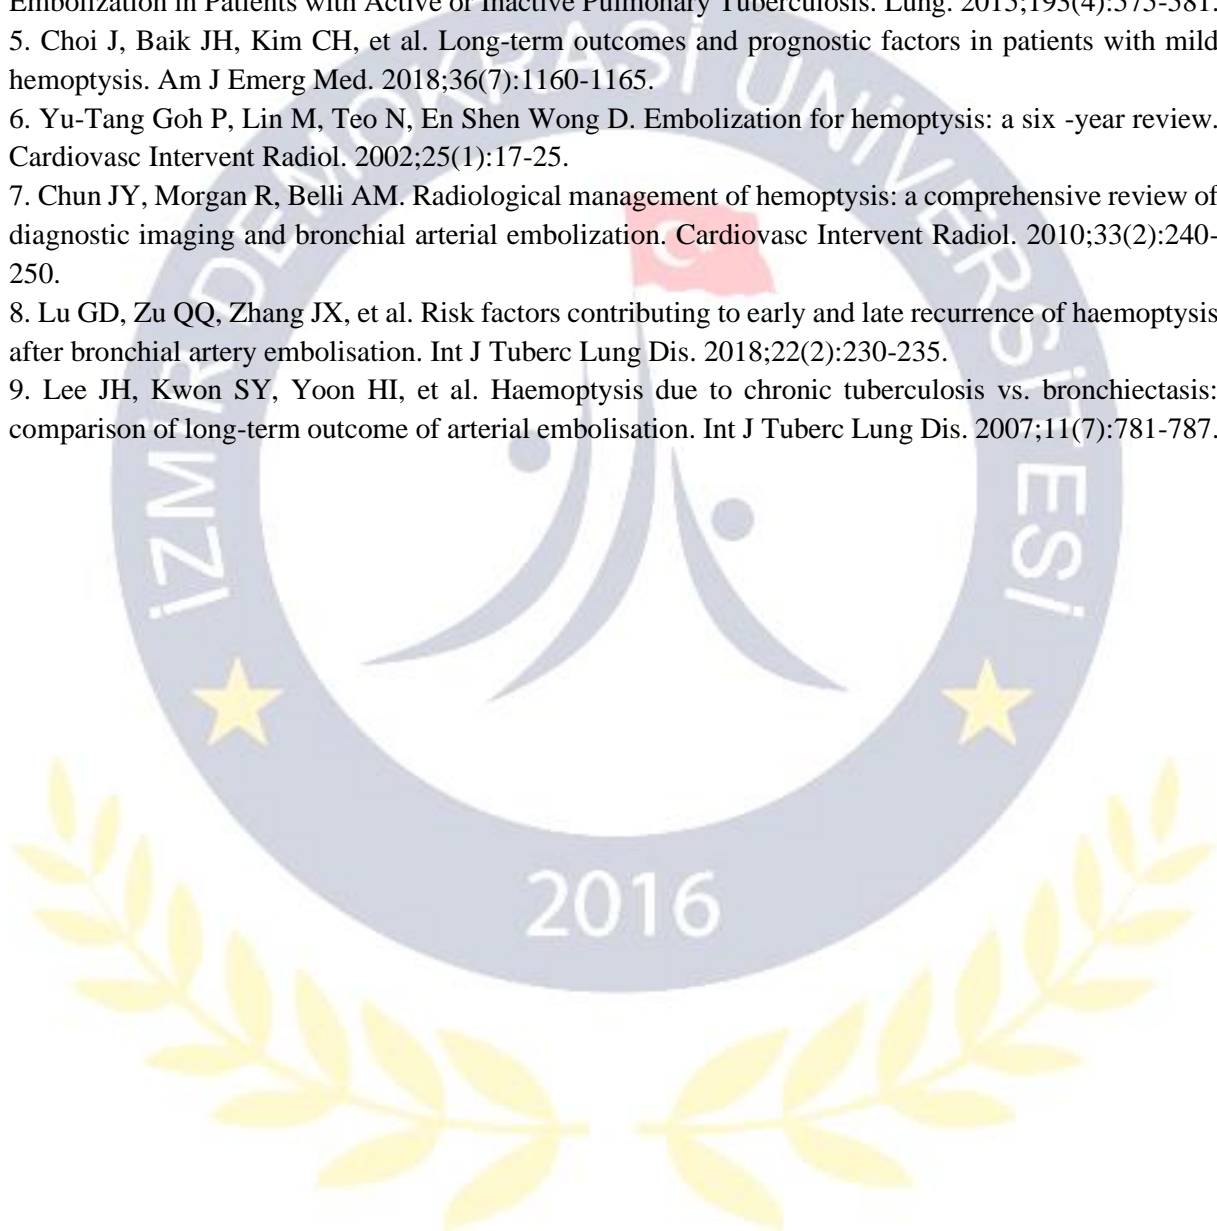 Embolization in Patients with Active or Inactive Pulmonary Tuberculosis. Lung. 2015;193(4):575-581.
5. Choi J, Baik JH, Kim CH, et al. Long-term outcomes and prognostic factors in patients with mild
hemoptysis. Am J Emerg Med. 2018;36(7):1160-1165.
6. Yu-Tang Goh P, Lin M, Teo N, En Shen Wong D. Embolization for hemoptysis: a six -year review.
Cardiovasc Intervent Radiol. 2002;25(1):17-25.
7. Chun JY, Morgan R, Belli AM. Radiological management of hemoptysis: a comprehensive review of
diagnostic imaging and bronchial arterial embolization. Cardiovasc Intervent Radiol. 2010;33(2):240-
250.
8. Lu GD, Zu QQ, Zhang JX, et al. Risk factors contributing to early and late recurrence of haemoptysis
after bronchial artery embolisation. Int J Tuberc Lung Dis. 2018;22(2):230-235.
9. Lee JH, Kwon SY, Yoon HI, et al. Haemoptysis due to chronic tuberculosis vs. bronchiectasis:
comparison of long-term outcome of arterial embolisation. Int J Tuberc Lung Dis. 2007;11(7):781-787.
İZMİR DEMOKRASİ ÜNİVERSİTESİ
2016